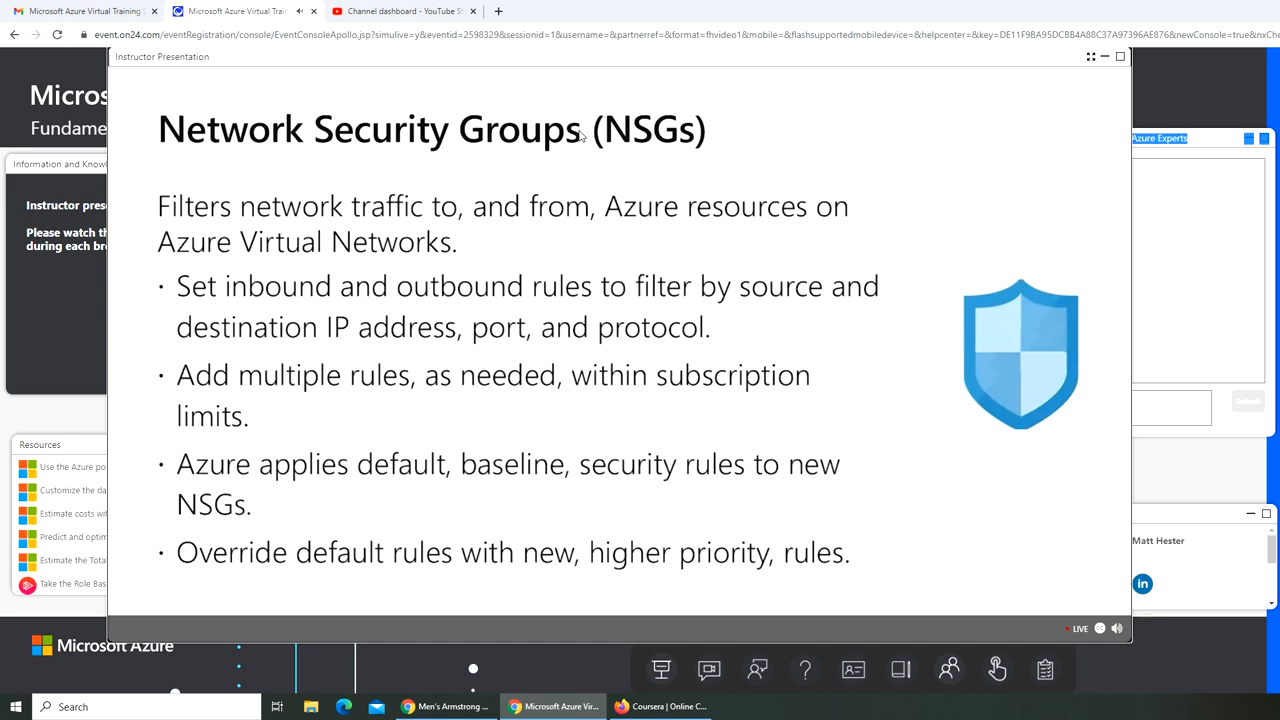 Microsoft Azure Virtual Training
Microsoft Azure Virtual Trai
Channel dashboard - YouTube St
event.on24.com/eventRegistration/console/EventConsoleApollo.jsp?simulive=y&eventid=2598329&sessionid=1&username=&partnerref=&format=fhvideo1&mobile=&flashsupportedmobiledevice=&helpcenter=&key=DE11F9BA95DCBB4A88C37A97396AE876&newConsole=true&nxChe
Instructor Presentation
Micros
Fundame
Information and Know
Instructor pres
Please watch th
during each bre
Network Security Groups (NSGs)
Filters network traffic to, and from, Azure resources on
Azure Virtual Networks.
· Set inbound and outbound rules to filter by source and
destination IP address, port, and protocol.
· Add multiple rules, as needed, within subscription
limits.
· Azure applies default, baseline, security rules to new
NSGs.
· Override default rules with new, higher priority, rules.
Azure Experts
Submit
Resources
Use the Azure po
Customize the da
Estimate costs wi
Predict and optim
Estimate the Tota
Take the Role Bas
Matt Hester
in
LIVE
CC
Microsoft Azure
Search
Men's Armstrong ...
Microsoft Azure Vir...
Coursera | Online C...